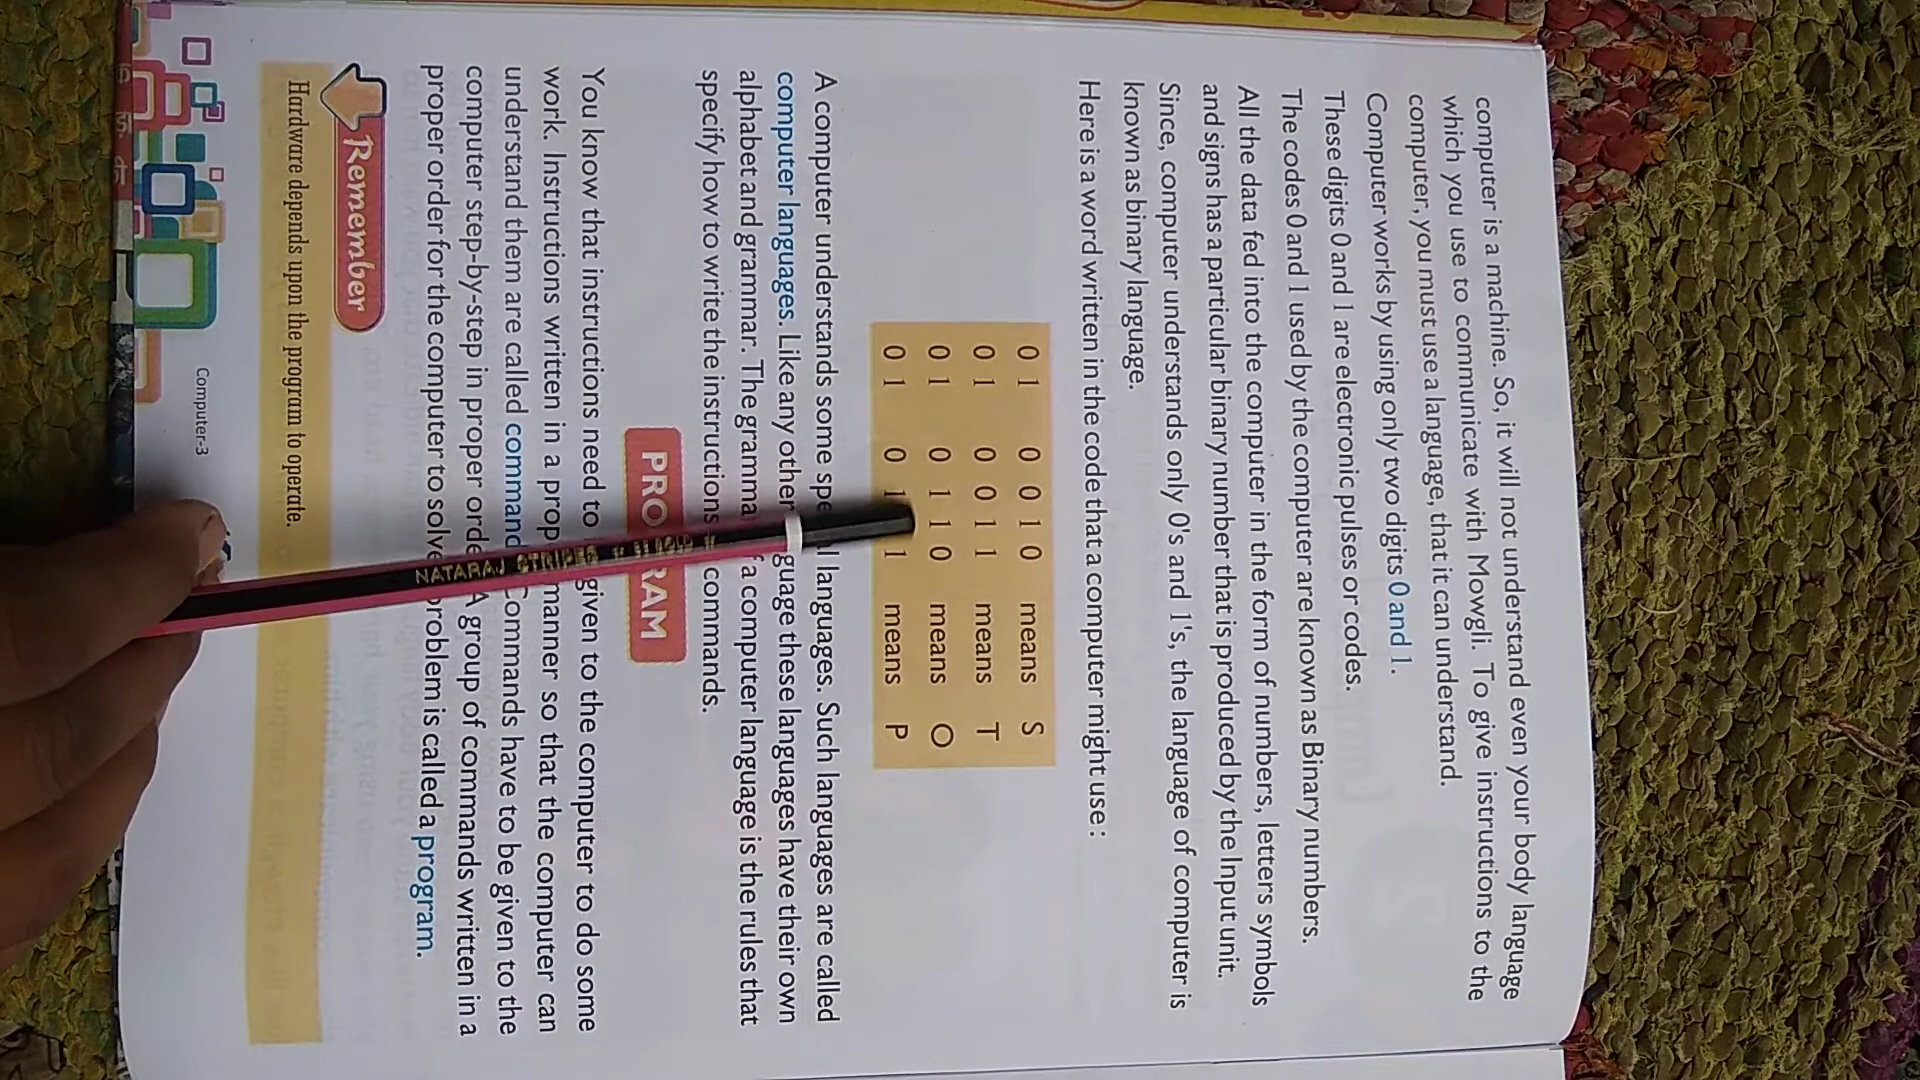 computer is a machine. So, it will not understand even your body language
which you use to communicate with Mowgli. To give instructions to the
computer, you must use a language, that it can understand.
Computer works by using only two digits 0 and 1.
These digits 0 and 1 are electronic pulses or codes.
The codes 0 and 1 used by the computer are known as Binary numbers.
All the data fed into the computer in the form of numbers, letters symbols
and signs has a particular binary number that is produced by the Input unit.
Since, computer understands only 0's and 1's, the language of computer is
known as binary language.
Here is a word written in the code that a computer might use :
0 1 0 0 1 0 means S
0 1 0 0 1 1 means T
0 1 0 1 1 0 means O
0 1 0 1 1 means P
A computer understands some languages. Such languages are called
computer languages. Like any other these languages have their own
alphabet and grammar. The a computer language is the rules that
specify how to write the instructions commands.
PRO RAM
You know that instructions need to given to the computer to do some
work. Instructions written in a manner so that the computer can
understand them are called Commands have to be given to the
computer step-by-step in proper A group of commands written in a
proper order for the computer to solve problem is called a program.
Remember
Hardware depends upon the program to operate.
Computer-3
NATARAJ